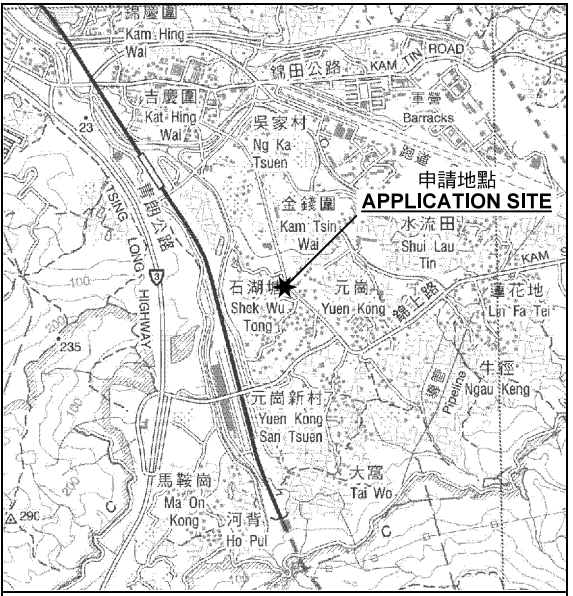 錦慶圍
Kam Hing
Wai
錦田公路
KAM TIN ROAD
吉慶圍
Kat Hing
Wai
23
吳家村
Ng Ka
Tsuen
軍營
Barracks
跑道
申請地點
APPLICATION SITE
金錢圍
Kam Tsin
Wai
水流田
Shui Lau
Tin
青朗公路
TSING LONG HIGHWAY
石湖塘
Shek Wu
Tong
元崗
Yuen Kong
錦上路
KAM
蓮花地
Lin Fa Tei
100
235
牛徑
Ngau Keng
Pipeline
元崗新村
Yuen Kong
San Tsuen
100
200
大窩
Tai Wo
馬鞍崗
Ma On
Kong
河背
Ho Pui
200
290
C
C
100
100